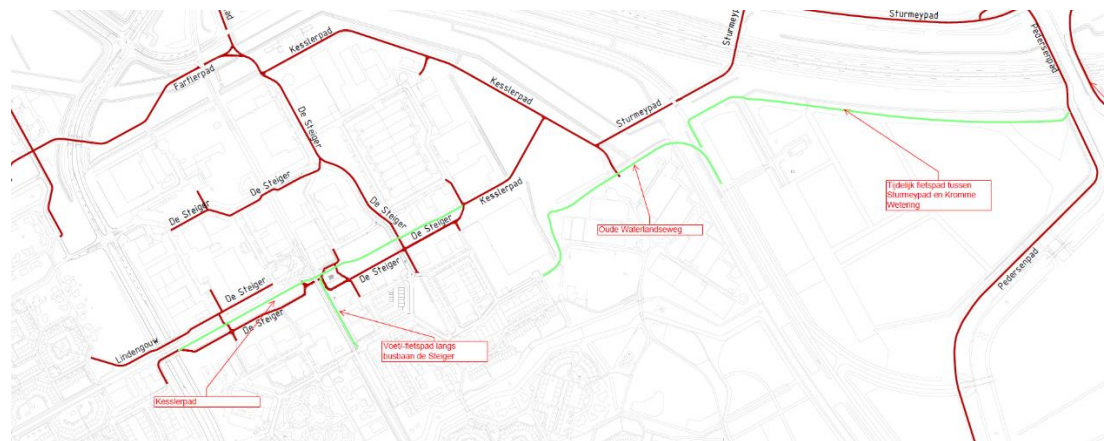 Sturmeypad
Pedersenpad
Sturmeypad
Kesslerpad
Farflerpad
Kesslerpad
De Steiger
Sturmeypad
De Steiger
Kesslerpad
De Steiger
De Steiger
De Steiger
De Steiger
De Steiger
De Steiger
Lindengouw
Pedersenpad
Tijdelijk fietspad tussen
Sturmeypad en Kromme
Wetering
Oude Waterlandseweg
Voet/-fietspad langs
busbaan de Steiger
Kesslerpad